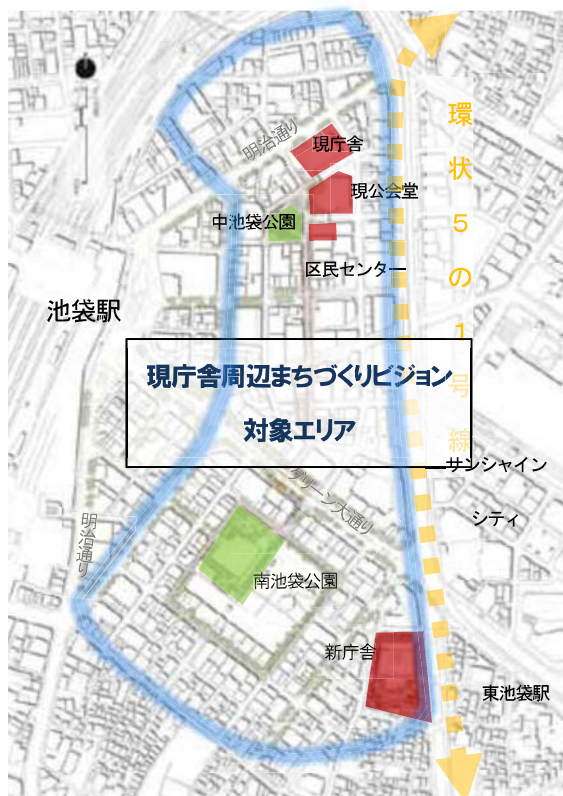 環状5の1号線
明治通り
現庁舎
現公会堂
中池袋公園
区民センター
池袋駅
現庁舎周辺まちづくりビジョン
対象エリア
サンシャイン
シティ
グリーン大通り
明治通り
南池袋公園
新庁舎
東池袋駅